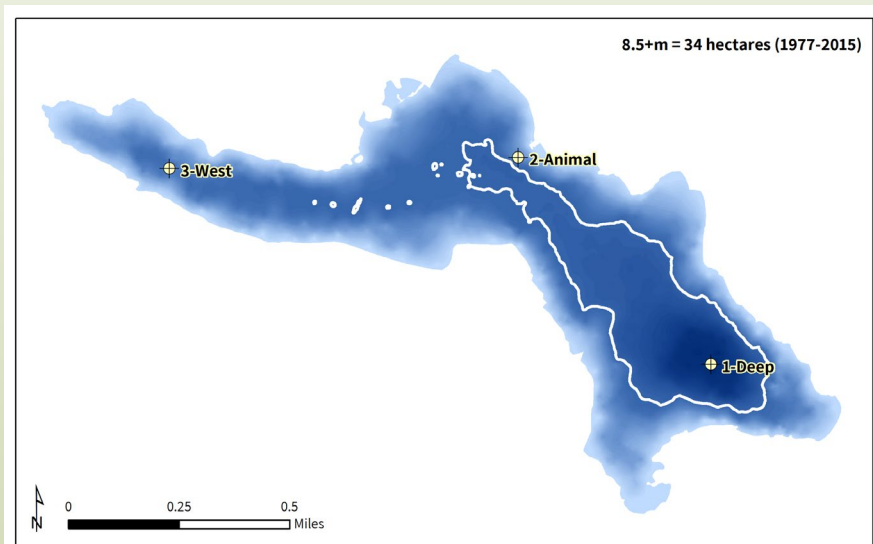 8.5+m = 34 hectares (1977-2015)
2-Animal
3-West
1-Deep
N
0 0.25 0.5
Miles